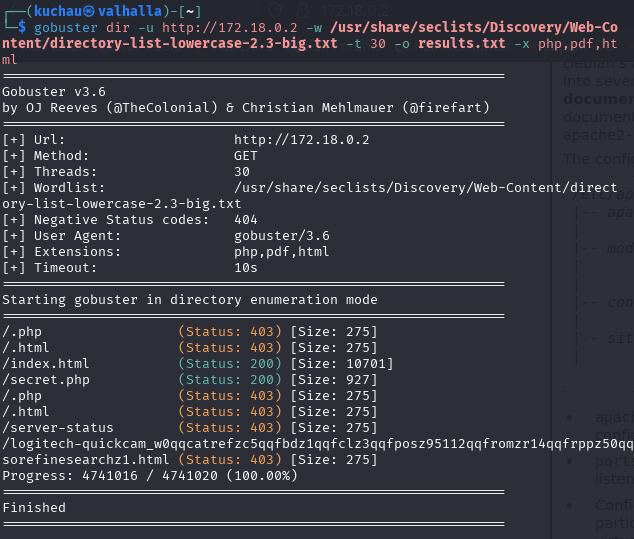 ┌──(kuchau㉿valhalla)-[~]
└─$ gobuster dir -u http://172.18.0.2 -w /usr/share/seclists/Discovery/Web-Co
ntent/directory-list-lowercase-2.3-big.txt -t 30 -o results.txt -x php,pdf,ht
ml
===============================================================
Gobuster v3.6
by OJ Reeves (@TheColonial) & Christian Mehlmauer (@firefart)
===============================================================
[+] Url:                     http://172.18.0.2
[+] Method:                  GET
[+] Threads:                 30
[+] Wordlist:                /usr/share/seclists/Discovery/Web-Content/direct
ory-list-lowercase-2.3-big.txt
[+] Negative Status codes:   404
[+] User Agent:              gobuster/3.6
[+] Extensions:              php,pdf,html
[+] Timeout:                 10s
===============================================================
Starting gobuster in directory enumeration mode
===============================================================
/.php                 (Status: 403) [Size: 275]
/.html                (Status: 403) [Size: 275]
/index.html           (Status: 200) [Size: 10701]
/secret.php           (Status: 200) [Size: 927]
/.php                 (Status: 403) [Size: 275]
/.html                (Status: 403) [Size: 275]
/server-status        (Status: 403) [Size: 275]
/logitech-quickcam_w0qqcatrefzc5qqfbdz1qqfclz3qqfposz95112qqfromzr14qqfrppz50qq
sorefinesearchz1.html (Status: 403) [Size: 275]
Progress: 4741016 / 4741020 (100.00%)
===============================================================
Finished
===============================================================